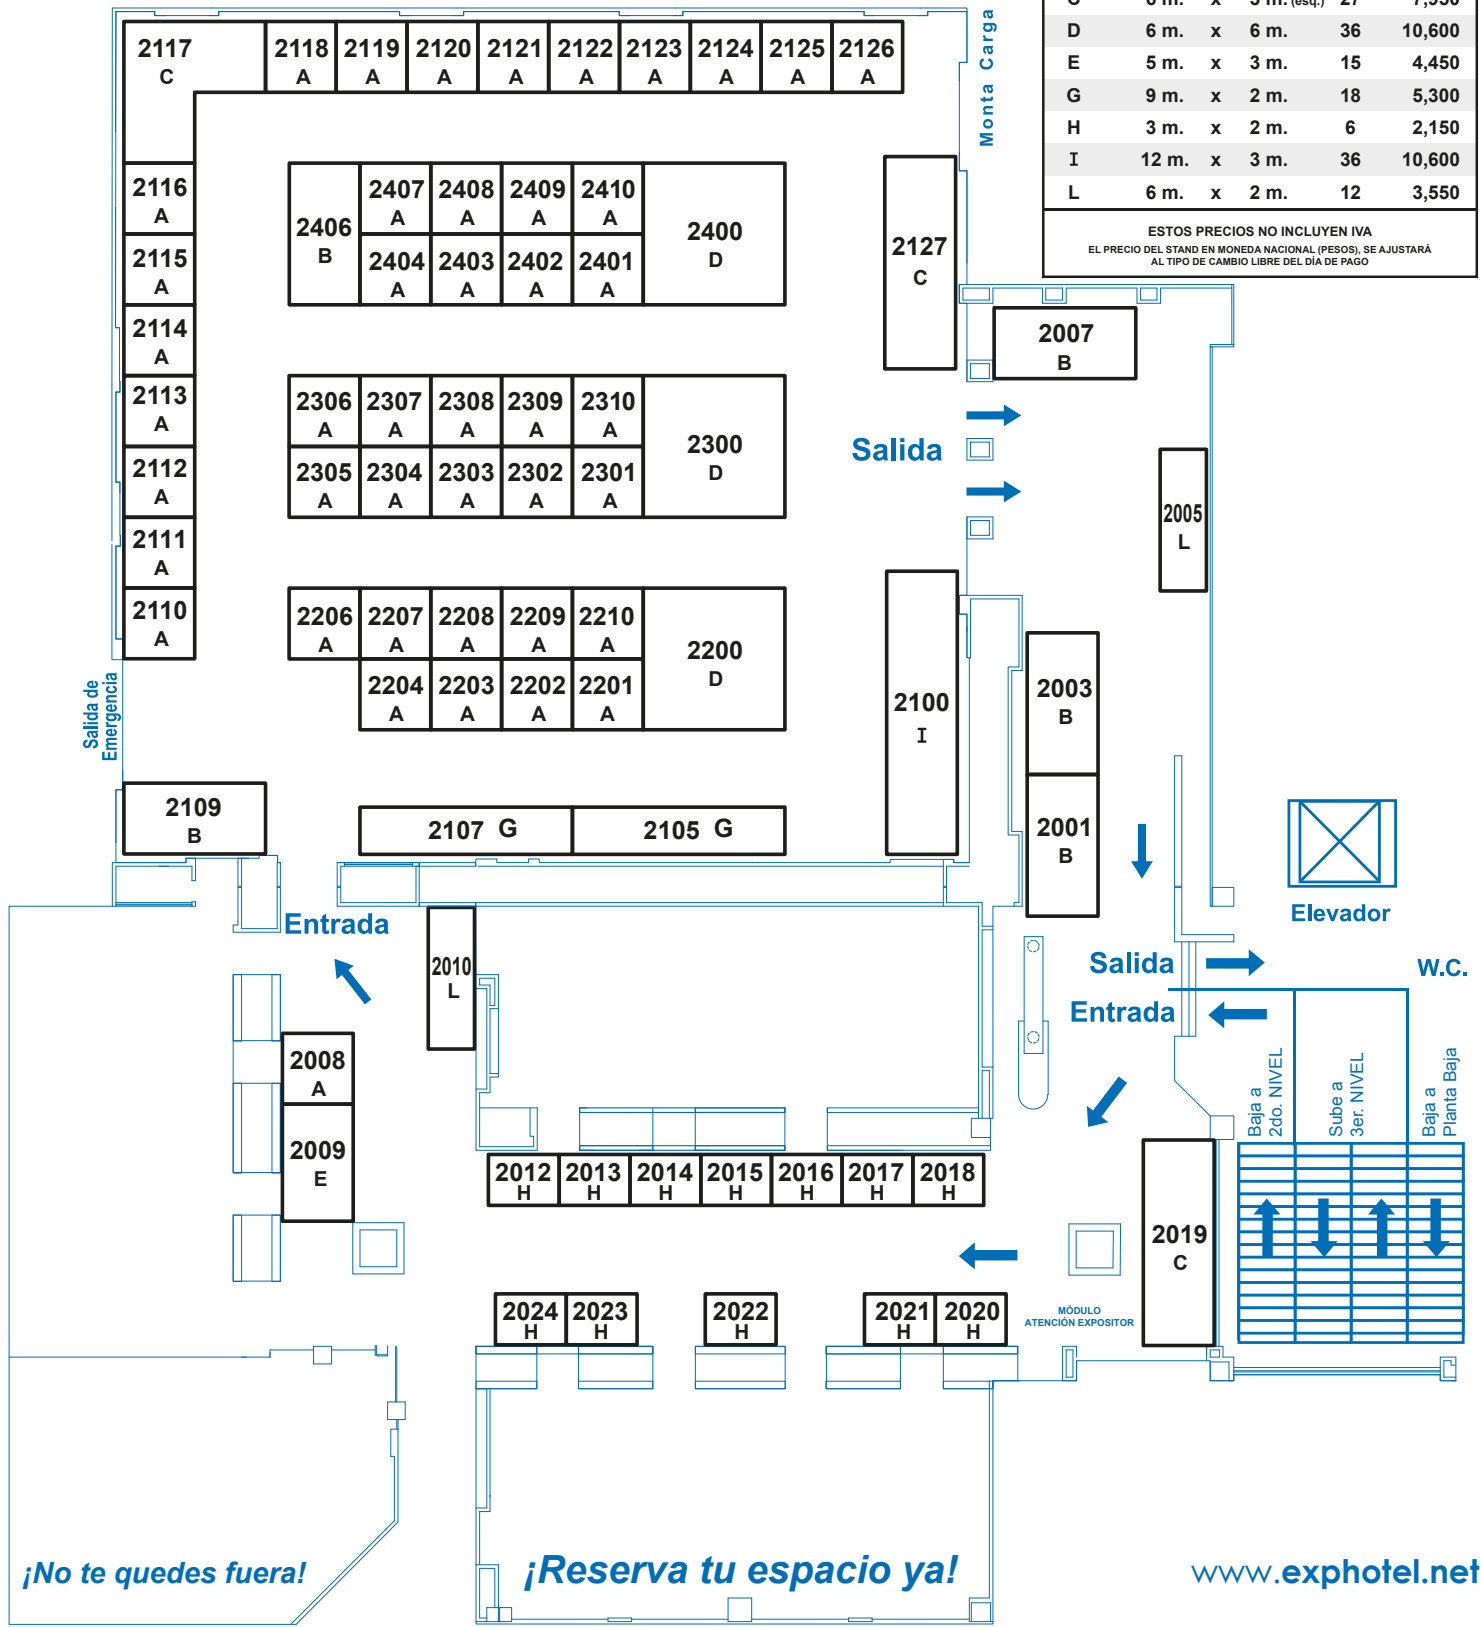 C 6 m. x 3 m. (esq.) 27 7,950
D 6 m. x 6 m. 36 10,600
E 5 m. x 3 m. 15 4,450
G 9 m. x 2 m. 18 5,300
H 3 m. x 2 m. 6 2,150
I 12 m. x 3 m. 36 10,600
L 6 m. x 2 m. 12 3,550
ESTOS PRECIOS NO INCLUYEN IVA
EL PRECIO DEL STAND EN MONEDA NACIONAL (PESOS), SE AJUSTARÁ
AL TIPO DE CAMBIO LIBRE DEL DÍA DE PAGO
Monta Carga
2117
C
2118
A
2119
A
2120
A
2121
A
2122
A
2123
A
2124
A
2125
A
2126
A
2116
A
2115
A
2114
A
2113
A
2112
A
2111
A
2110
A
2406
B
2407
A
2408
A
2409
A
2410
A
2404
A
2403
A
2402
A
2401
A
2400
D
2127
C
2007
B
2306
A
2307
A
2308
A
2309
A
2310
A
2305
A
2304
A
2303
A
2302
A
2301
A
2300
D
Salida
2005
L
2206
A
2207
A
2208
A
2209
A
2210
A
2204
A
2203
A
2202
A
2201
A
2200
D
2100
I
2003
B
2001
B
Salida de
Emergencia
2109
B
2107 G
2105 G
Elevador
Entrada
2010
L
Salida
Entrada
W.C.
2008
A
2009
E
Baja a
2do. NIVEL
Sube a
3er. NIVEL
Baja a
Planta Baja
2012
H
2013
H
2014
H
2015
H
2016
H
2017
H
2018
H
2019
C
2024
H
2023
H
2022
H
2021
H
2020
H
MÓDULO
ATENCIÓN EXPOSITOR
¡No te quedes fuera!
¡Reserva tu espacio ya!
www.exphotel.net